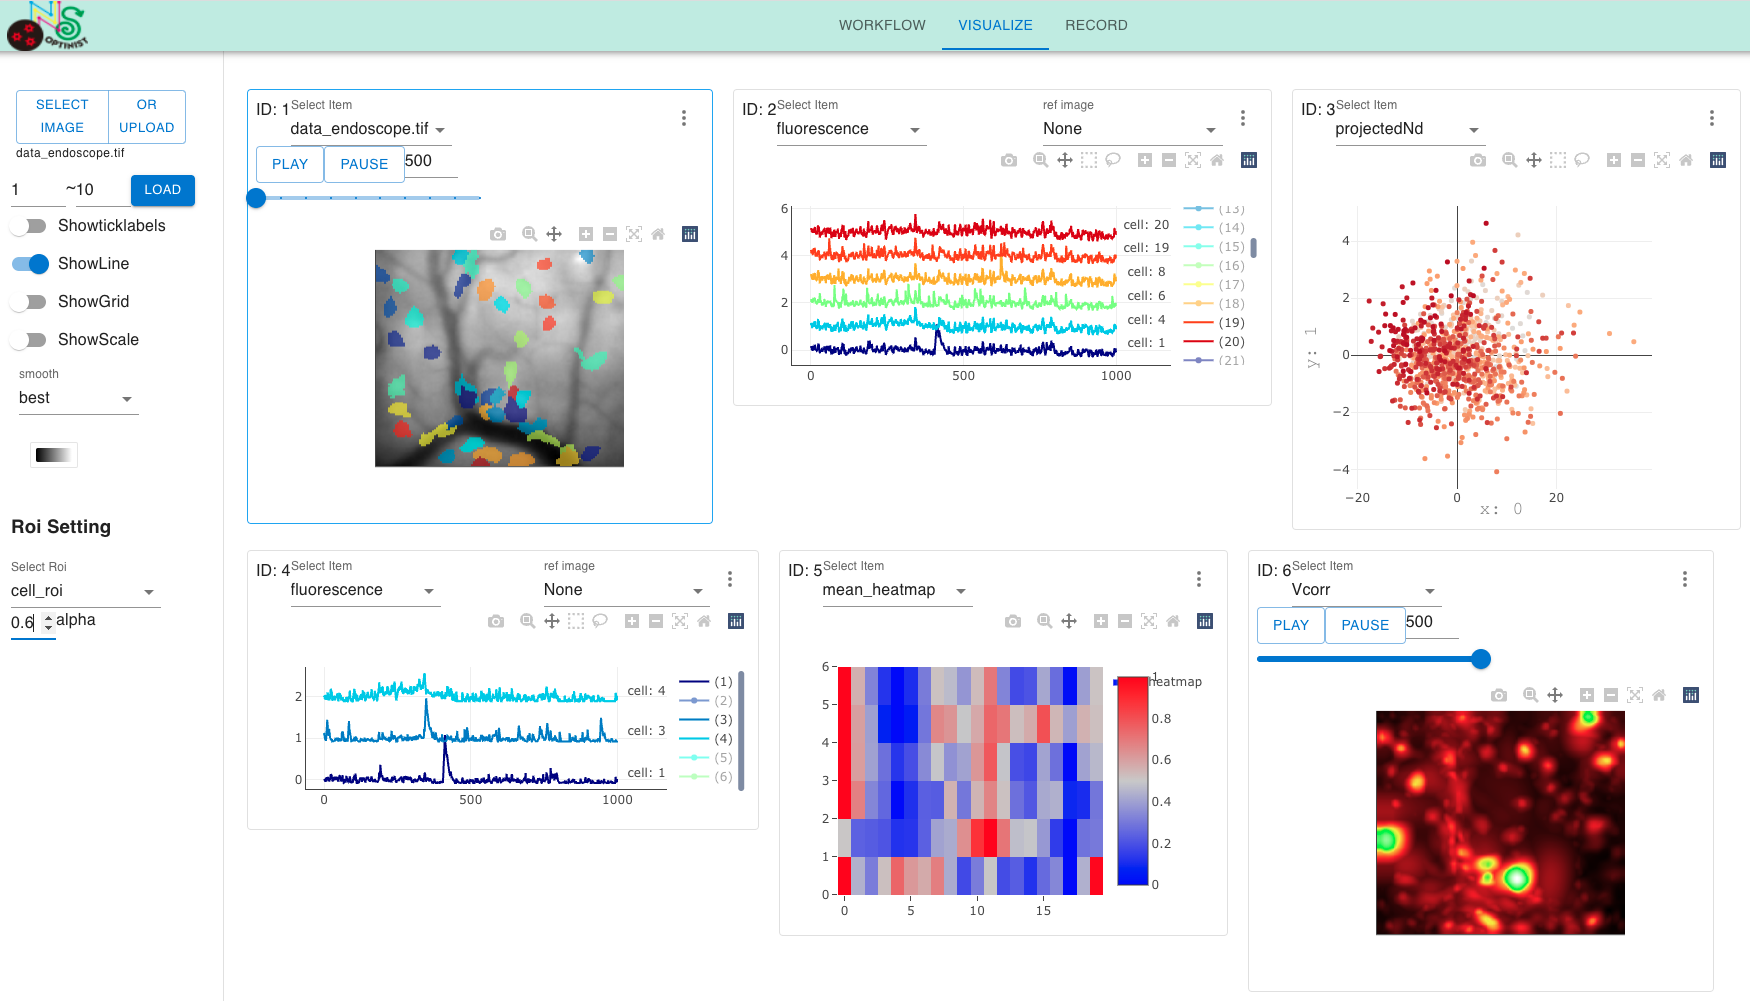 NS
OPTINIST
WORKFLOW
VISUALIZE
RECORD
SELECT IMAGE
OR UPLOAD
data_endoscope.tif
1 ~10 LOAD
Showticklabels
ShowLine
ShowGrid
ShowScale
smooth
best
Roi Setting
Select Roi
cell_roi
0.6 alpha
ID: 1
Select Item
data_endoscope.tif
PLAY PAUSE 500
ID: 2
Select Item
fluorescence
ref image
None
6
4
2
0
0 500 1000
cell: 20
cell: 19
cell: 8
cell: 6
cell: 4
cell: 1
(13)
(14)
(15)
(16)
(17)
(18)
(19)
(20)
(21)
ID: 3
Select Item
projectedNd
4
2
0
−2
−4
−20 0 20
y: 1
x: 0
ID: 4
Select Item
fluorescence
ref image
None
2
1
0
0 500 1000
cell: 4
cell: 3
cell: 1
(1)
(2)
(3)
(4)
(5)
(6)
ID: 5
Select Item
mean_heatmap
6
5
4
3
2
1
0
0 5 10 15
heatmap
1
0.8
0.6
0.4
0.2
0
ID: 6
Select Item
Vcorr
PLAY PAUSE 500